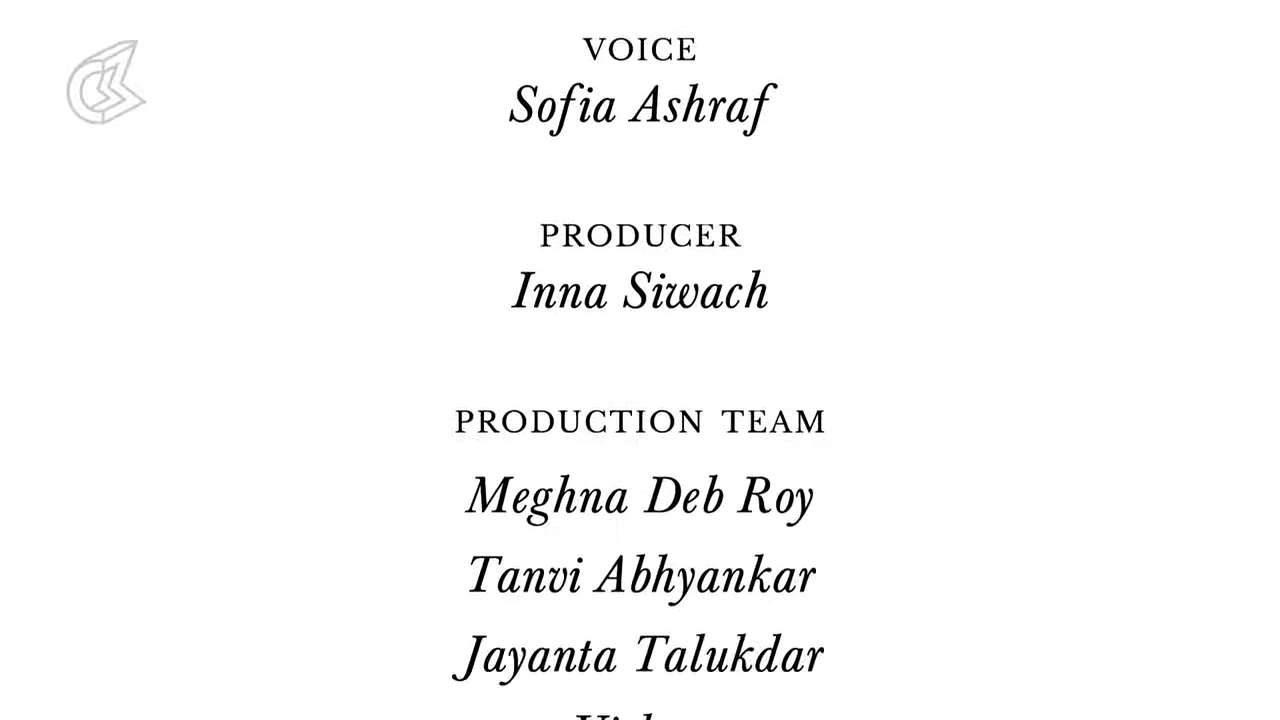 VOICE
Sofia Ashraf
PRODUCER
Inna Siwach
PRODUCTION TEAM
Meghna Deb Roy
Tanvi Abhyankar
Jayanta Talukdar